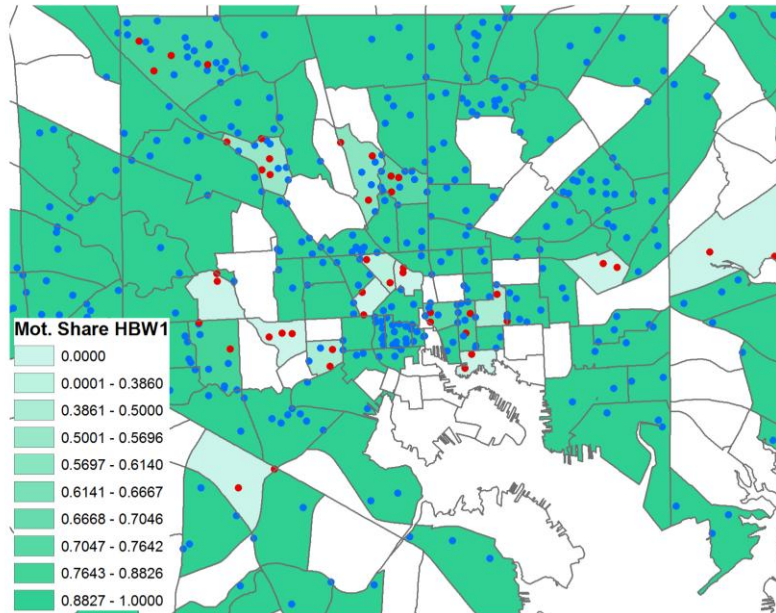 Mot. Share HBW1
0.0000
0.0001 - 0.3860
0.3861 - 0.5000
0.5001 - 0.5696
0.5697 - 0.6140
0.6141 - 0.6667
0.6668 - 0.7046
0.7047 - 0.7642
0.7643 - 0.8826
0.8827 - 1.0000